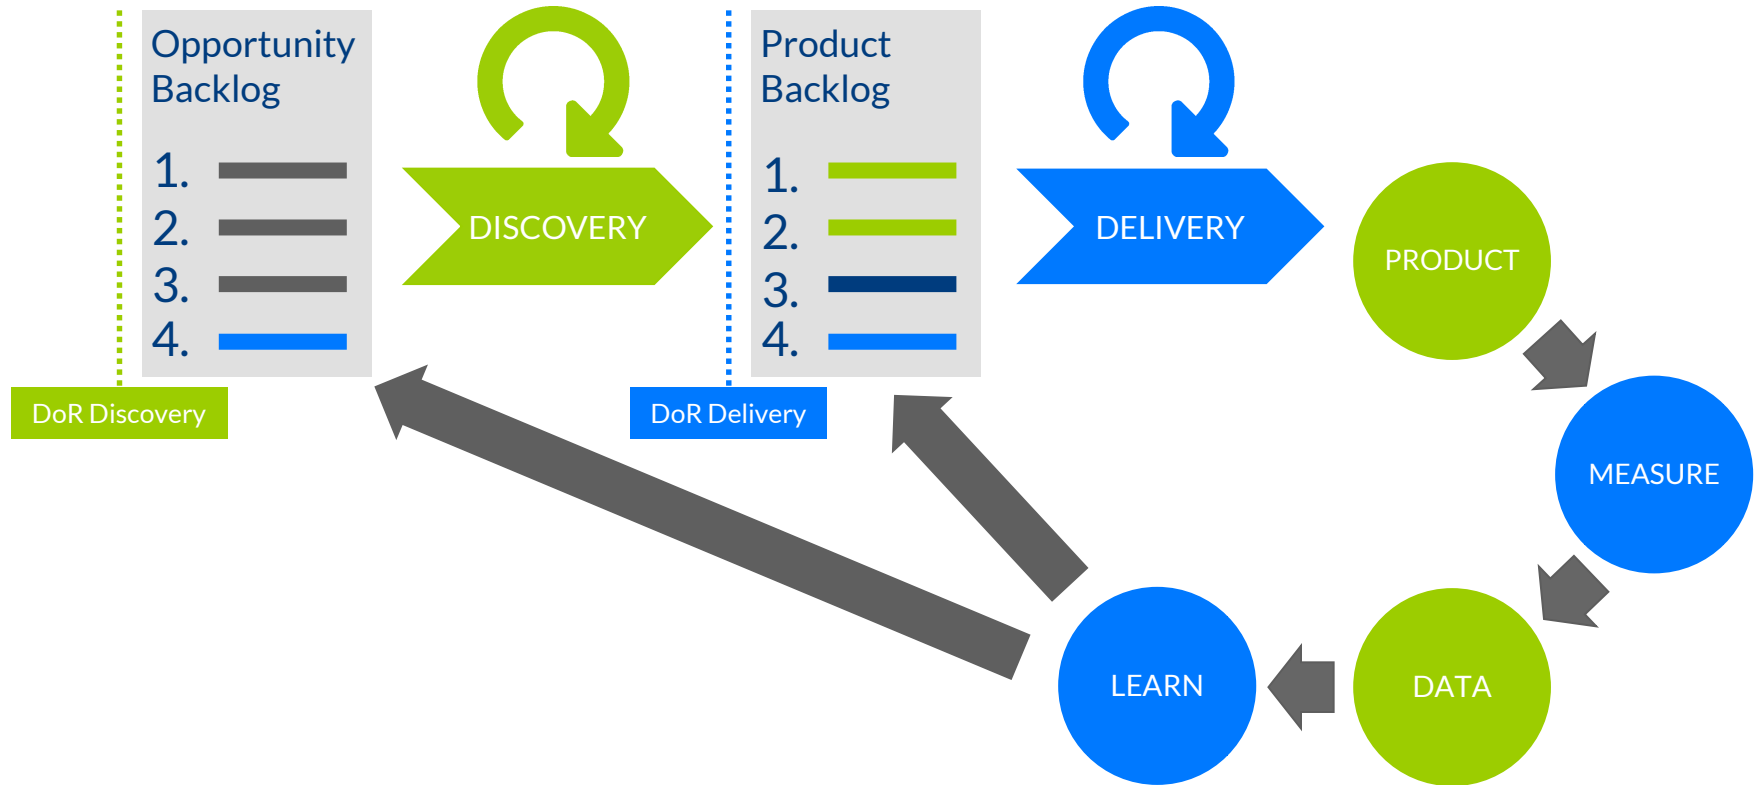 Opportunity
Backlog
1.
2.
3.
4.
DoR Discovery
DISCOVERY
Product
Backlog
1.
2.
3.
4.
DoR Delivery
DELIVERY
PRODUCT
MEASURE
DATA
LEARN